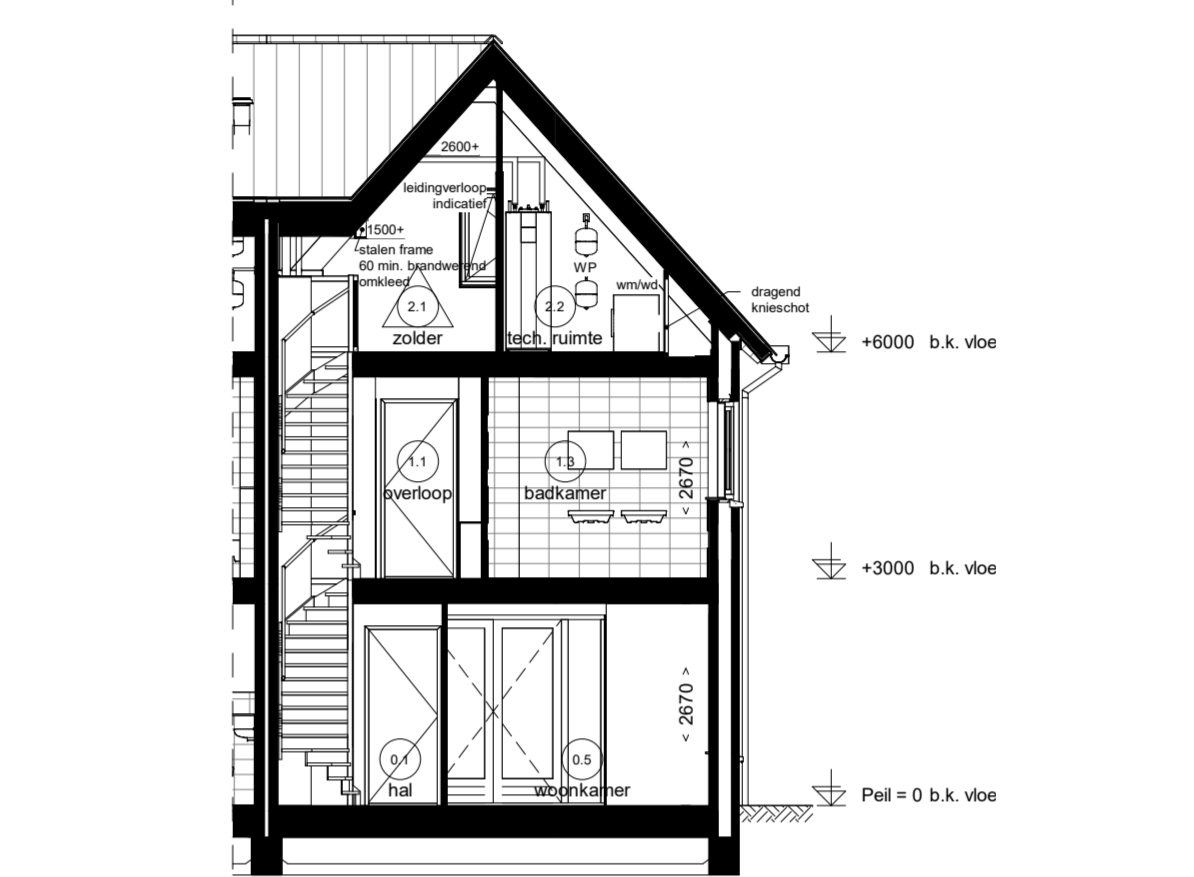 2600+
leidingverloop
indicatief
1500+
stalen frame
60 min. brandwerend
omkleed
WP
wm/wd
dragend
knieschot
2.1
2.2
zolder
tech. ruimte
+6000 b.k. vloe
1.1
1.3
overloop
badkamer
< 2670 >
+3000 b.k. vloe
< 2670 >
0.1
0.5
hal
woonkamer
Peil = 0 b.k. vloe